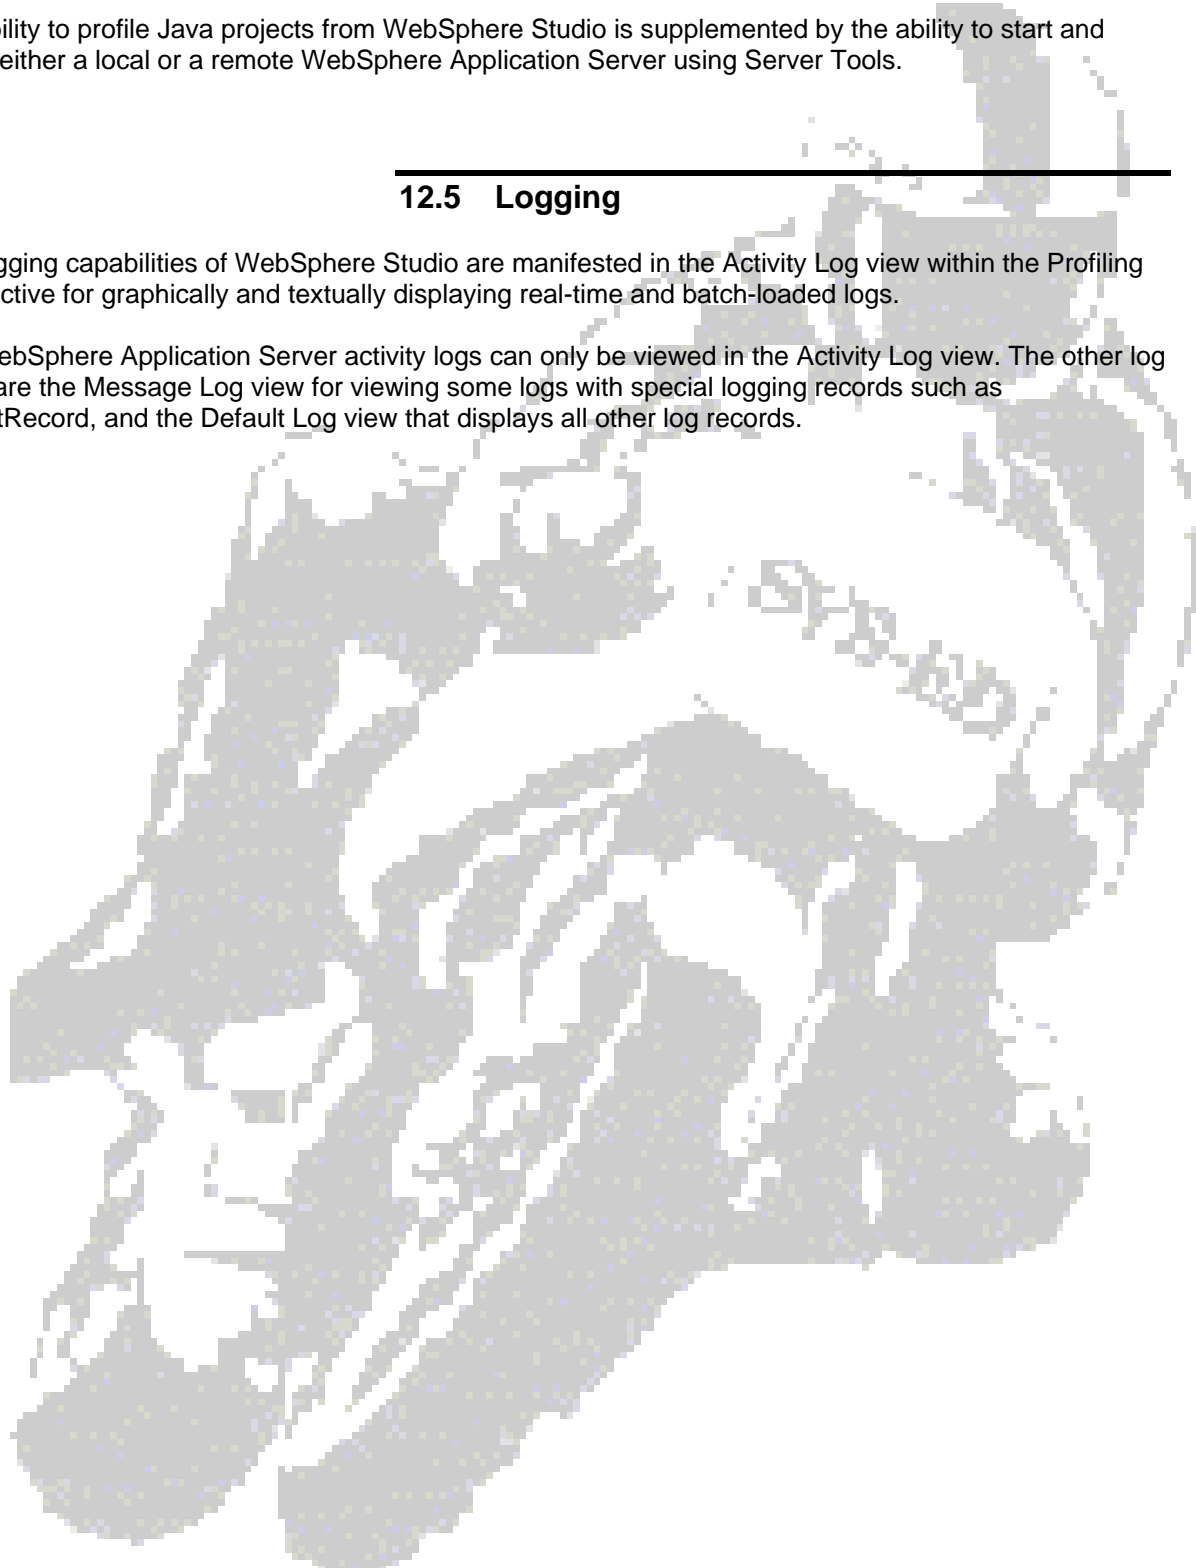 ility to profile Java projects from WebSphere Studio is supplemented by the ability to start and
either a local or a remote WebSphere Application Server using Server Tools.
12.5 Logging
gging capabilities of WebSphere Studio are manifested in the Activity Log view within the Profiling
ctive for graphically and textually displaying real-time and batch-loaded logs.
ebSphere Application Server activity logs can only be viewed in the Activity Log view. The other log
are the Message Log view for viewing some logs with special logging records such as
tRecord, and the Default Log view that displays all other log records.
SYS-ED